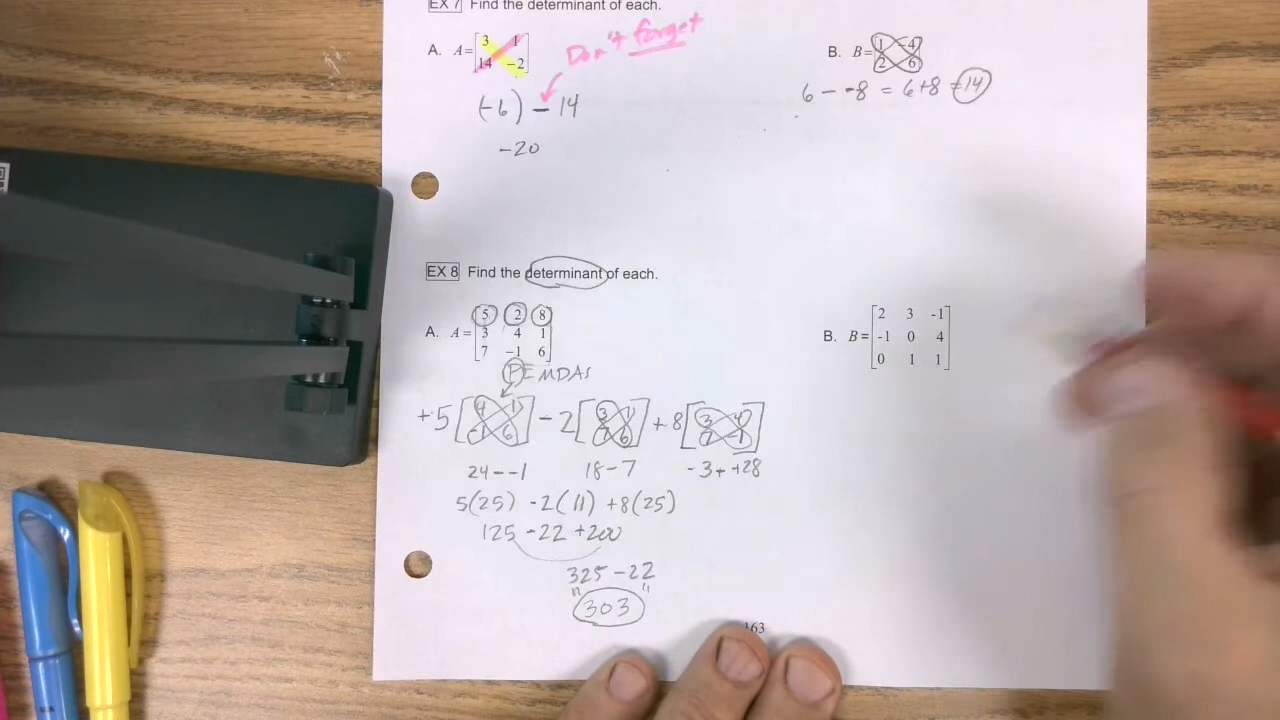 EX 7 Find the determinant of each.
A. A= [3 1
14 -2]
Don't forget
(-6) - 14
-20
B. B= [1 -4
2 6]
6 - -8 = 6+8 = 14
EX 8 Find the determinant of each.
A. A= [5 2 8
3 4 1
7 -1 6]
PEMDAS
+5 [4 1 - 2 [3 1 + 8 [3 4
-1 6] 7 6] 7 -1]
24 - -1 18 - 7 -3 + +28
5(25) -2(11) +8(25)
125 -22 +200
325 -22
303
B. B= [2 3 -1
-1 0 4
0 1 1]
163